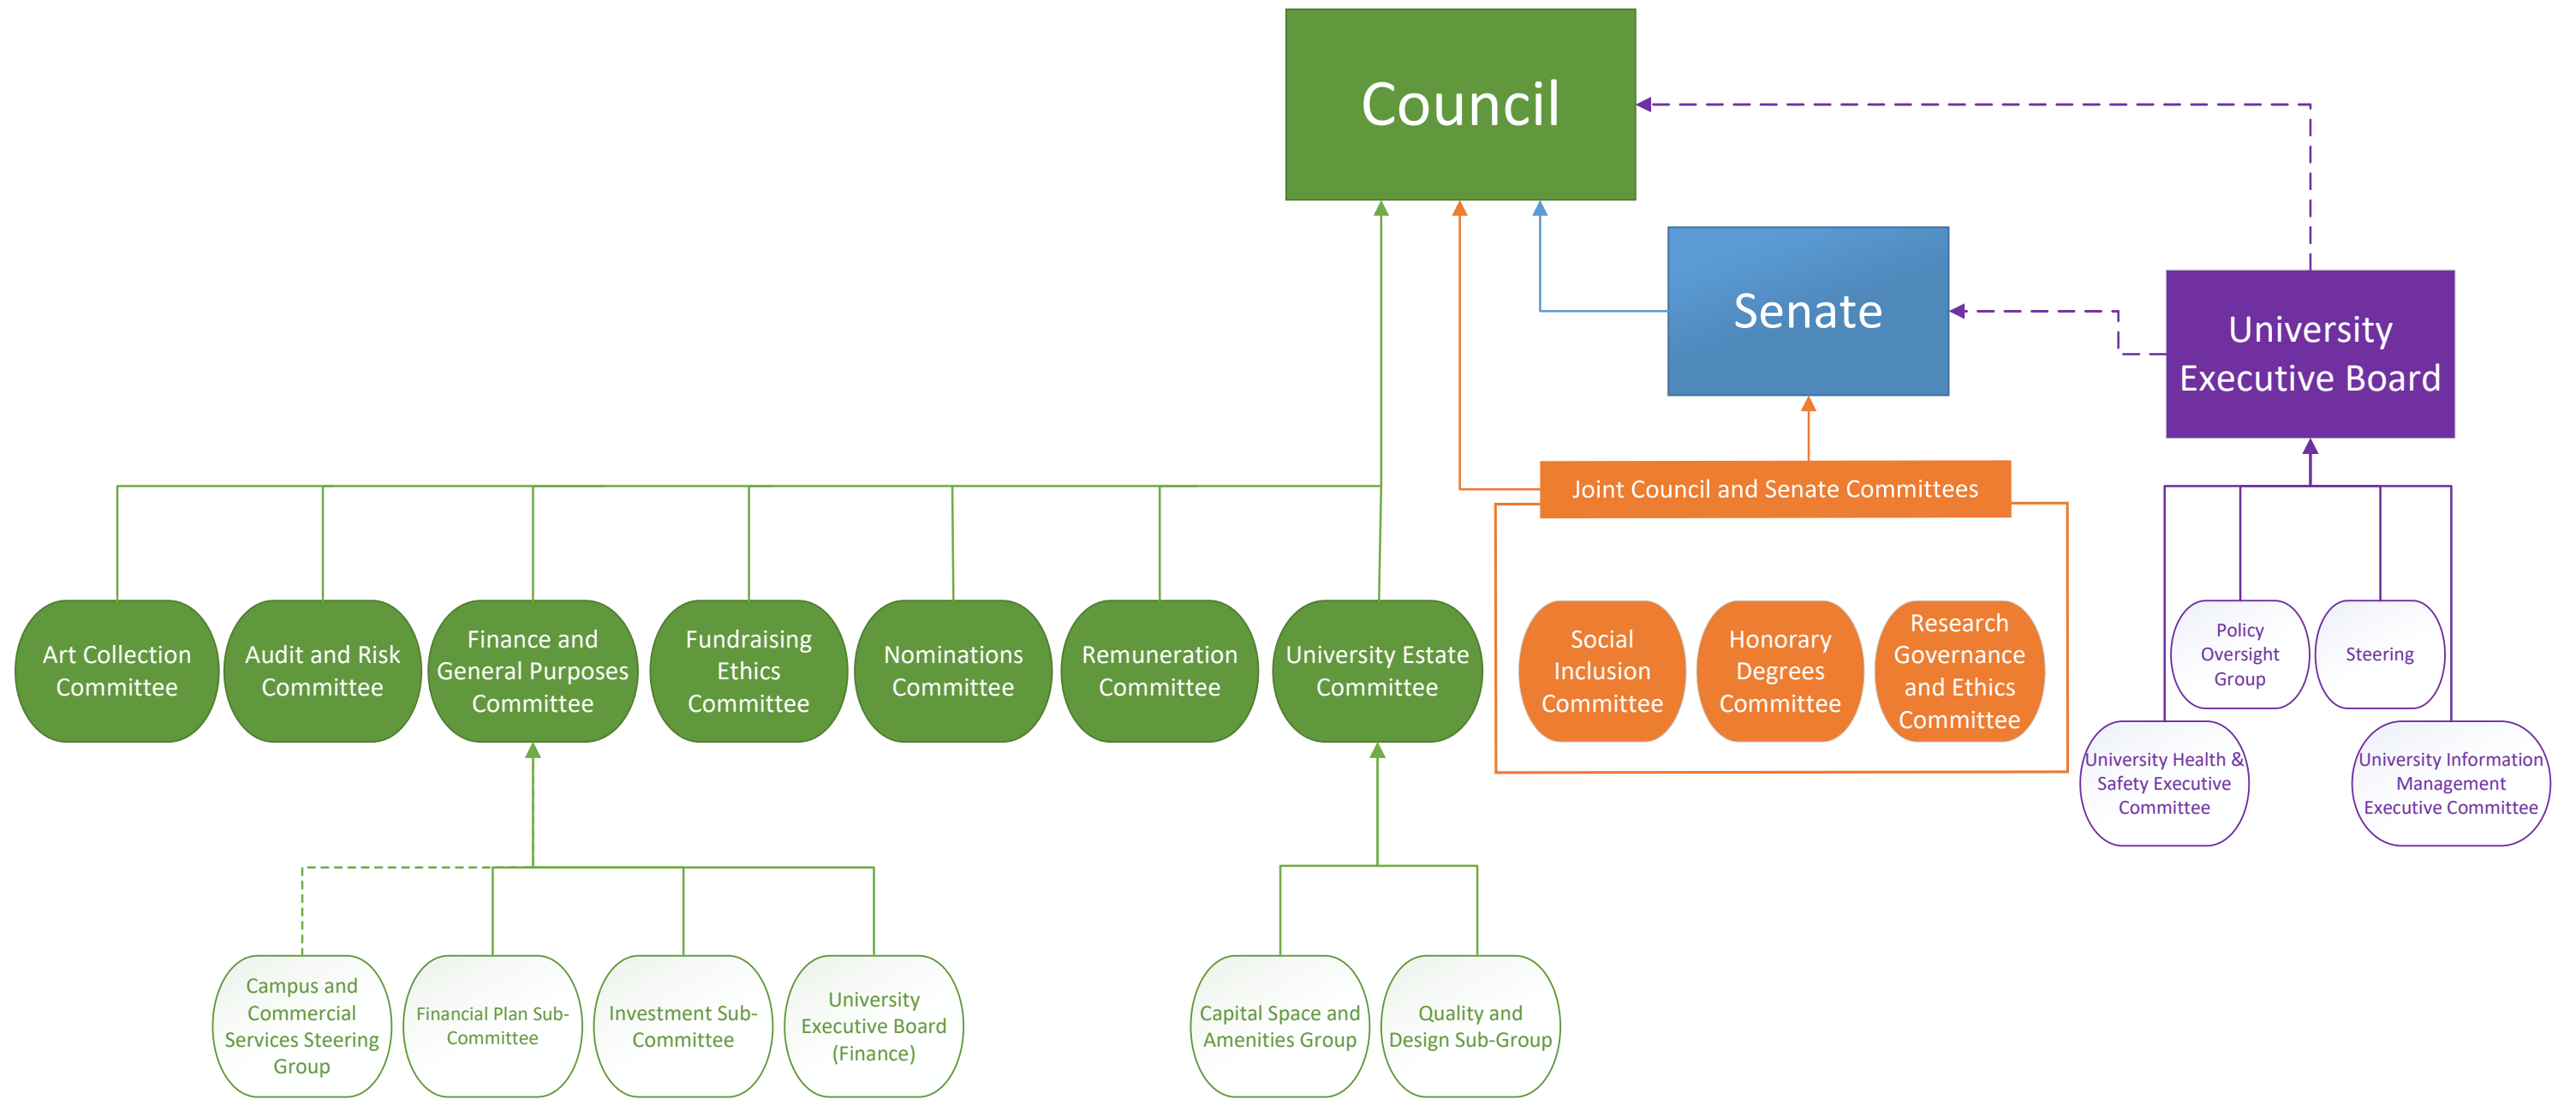 Council
Senate
University
Executive Board
Joint Council and Senate Committees
Art Collection
Committee
Audit and Risk
Committee
Finance and
General Purposes
Committee
Fundraising
Ethics
Committee
Nominations
Committee
Remuneration
Committee
University Estate
Committee
Social
Inclusion
Committee
Honorary
Degrees
Committee
Research
Governance
and Ethics
Committee
Policy
Oversight
Group
Steering
University Health &
Safety Executive
Committee
University Information
Management
Executive Committee
Campus and
Commercial
Services Steering
Group
Financial Plan Sub-
Committee
Investment Sub-
Committee
University
Executive Board
(Finance)
Capital Space and
Amenities Group
Quality and
Design Sub-Group